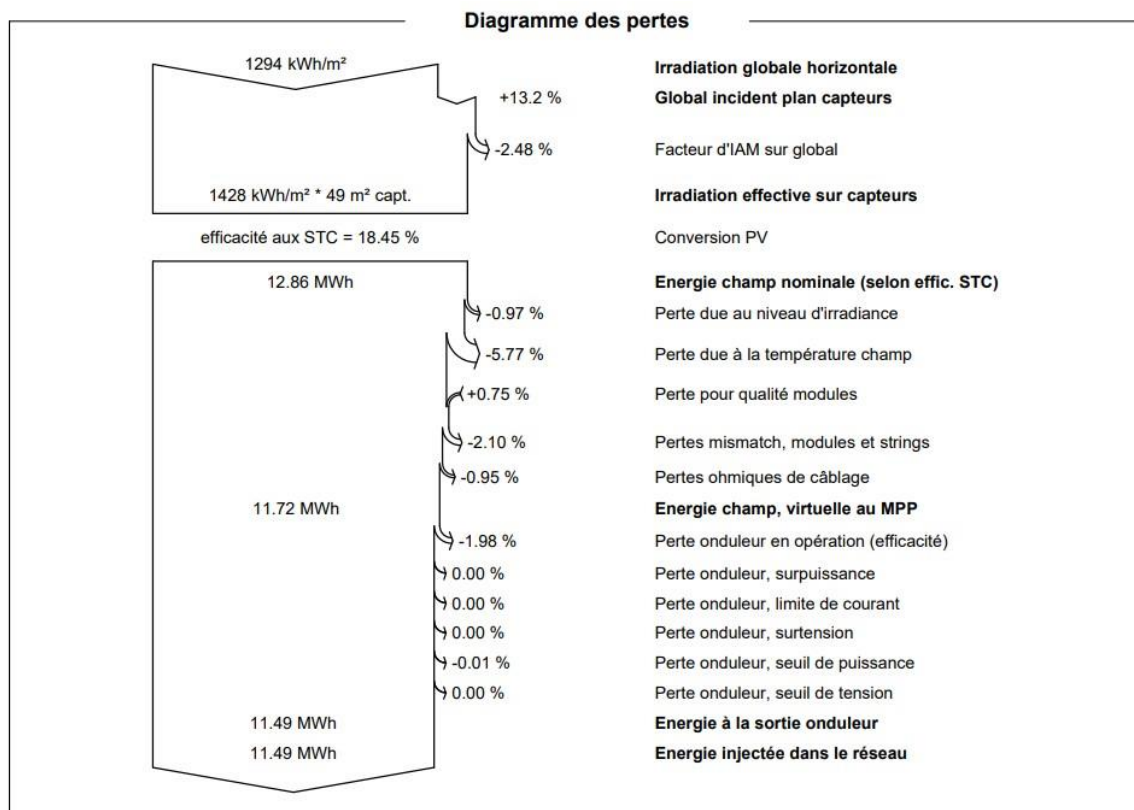 Diagramme des pertes
1294 kWh/m² Irradiation globale horizontale
+13.2 % Global incident plan capteurs
-2.48 % Facteur d'IAM sur global
1428 kWh/m² * 49 m² capt. Irradiation effective sur capteurs
efficacité aux STC = 18.45 % Conversion PV
12.86 MWh Energie champ nominale (selon effic. STC)
-0.97 % Perte due au niveau d'irradiance
-5.77 % Perte due à la température champ
+0.75 % Perte pour qualité modules
-2.10 % Pertes mismatch, modules et strings
-0.95 % Pertes ohmiques de câblage
11.72 MWh Energie champ, virtuelle au MPP
-1.98 % Perte onduleur en opération (efficacité)
0.00 % Perte onduleur, surpuissance
0.00 % Perte onduleur, limite de courant
0.00 % Perte onduleur, surtension
-0.01 % Perte onduleur, seuil de puissance
0.00 % Perte onduleur, seuil de tension
11.49 MWh Energie à la sortie onduleur
11.49 MWh Energie injectée dans le réseau